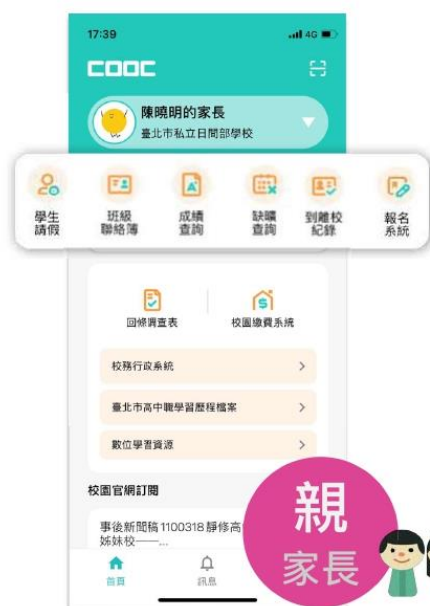 17:39
4G
COOC
陳曉明的家長
臺北市私立日間部學校
學生
請假
班級
聯絡簿
成績
查詢
缺曠
查詢
到離校
紀錄
報名
系統
回條調查表
校園繳費系統
校務行政系統
臺北市高中職學習歷程檔案
數位學習資源
校園官網訂閱
事後新聞稿1100318靜修高
姊妹校——...
首頁
訊息
親
家長